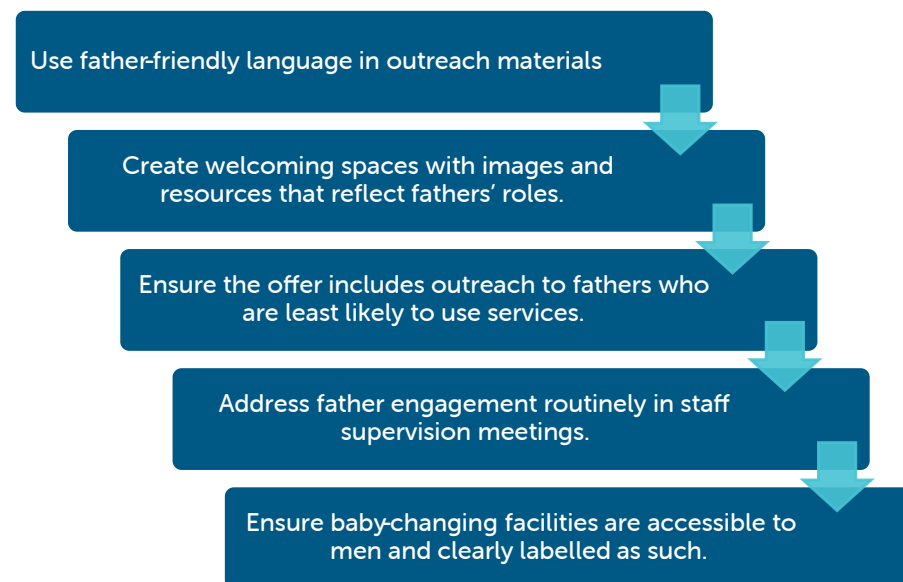 Use father-friendly language in outreach materials
Create welcoming spaces with images and
resources that reflect fathers’ roles.
Ensure the offer includes outreach to fathers who
are least likely to use services.
Address father engagement routinely in staff
supervision meetings.
Ensure baby-changing facilities are accessible to
men and clearly labelled as such.